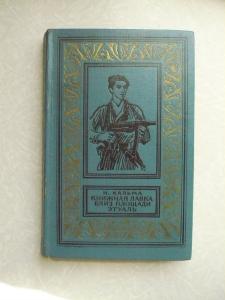 Н. КАЛЬМА
КНИЖНАЯ ЛАВКА
БЛИЗ ПЛОЩАДИ
ЭТУАЛЬ